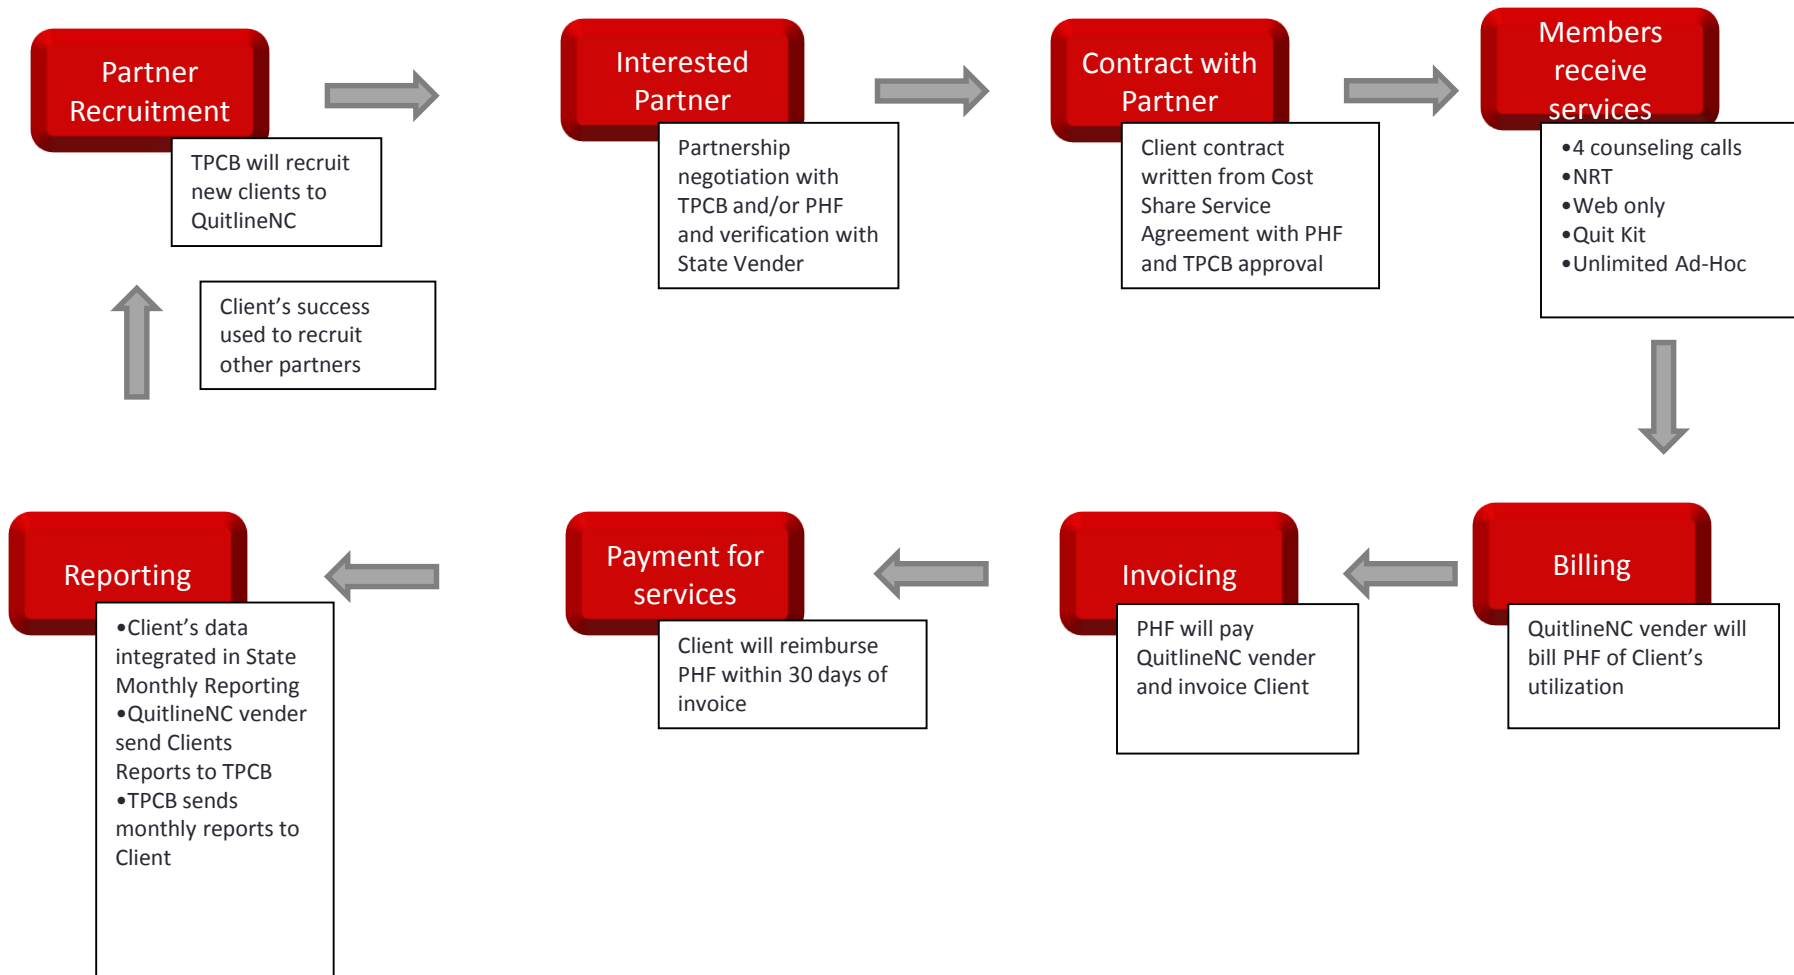 Partner
Recruitment
TPCB will recruit
new clients to
QuitlineNC
Interested
Partner
Partnership
negotiation with
TPCB and/or PHF
and verification with
State Vender
Contract with
Partner
Client contract
written from Cost
Share Service
Agreement with PHF
and TPCB approval
Members
receive
services
•4 counseling calls
•NRT
•Web only
•Quit Kit
•Unlimited Ad-Hoc
Client’s success
used to recruit
other partners
Reporting
•Client’s data
integrated in State
Monthly Reporting
•QuitlineNC vender
send Clients
Reports to TPCB
•TPCB sends
monthly reports to
Client
Payment for
services
Client will reimburse
PHF within 30 days of
invoice
Invoicing
PHF will pay
QuitlineNC vender
and invoice Client
Billing
QuitlineNC vender will
bill PHF of Client’s
utilization